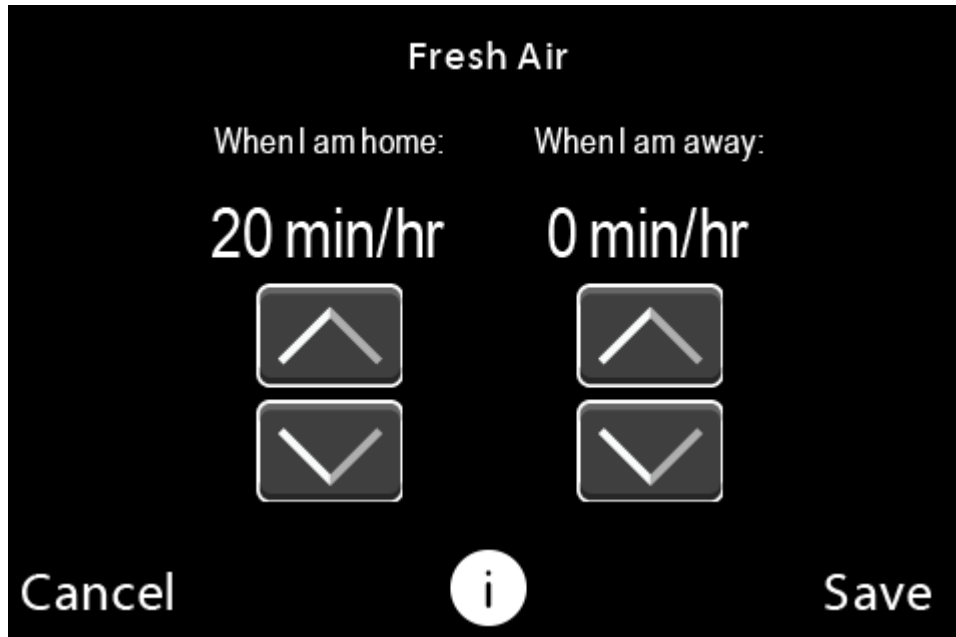 Fresh Air
When I am home:
When I am away:
20 min/hr
0 min/hr
Cancel
i
Save